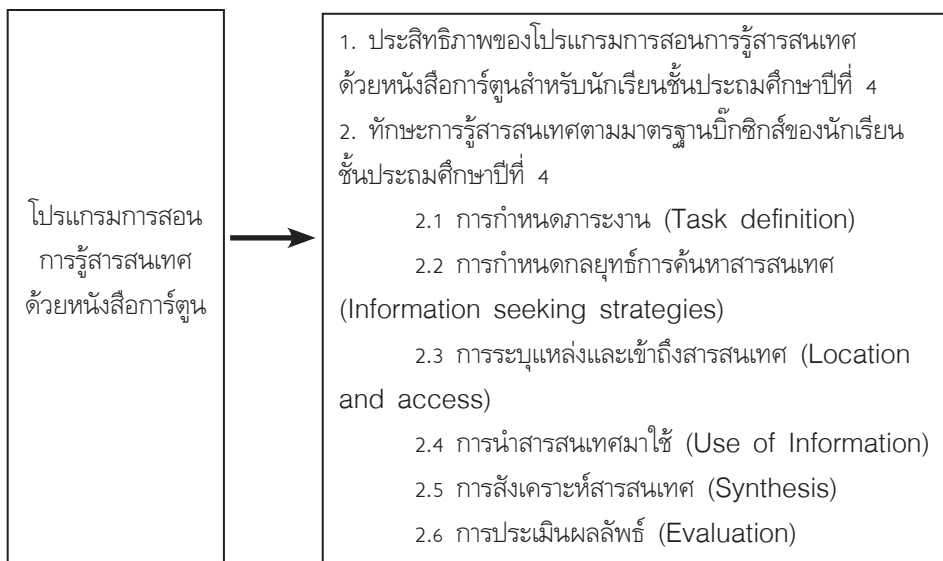 โปรแกรมการสอน
การรู้สารสนเทศ
ด้วยหนังสือการ์ตูน
1. ประสิทธิภาพของโปรแกรมการสอนการรู้สารสนเทศ
ด้วยหนังสือการ์ตูนสำหรับนักเรียนชั้นประถมศึกษาปีที่ 4
2. ทักษะการรู้สารสนเทศตามมาตรฐานบิ๊กซิกส์ของนักเรียน
ชั้นประถมศึกษาปีที่ 4
2.1 การกำหนดภาระงาน (Task definition)
2.2 การกำหนดกลยุทธ์การค้นหาสารสนเทศ
(Information seeking strategies)
2.3 การระบุแหล่งและเข้าถึงสารสนเทศ (Location
and access)
2.4 การนำสารสนเทศมาใช้ (Use of Information)
2.5 การสังเคราะห์สารสนเทศ (Synthesis)
2.6 การประเมินผลลัพธ์ (Evaluation)